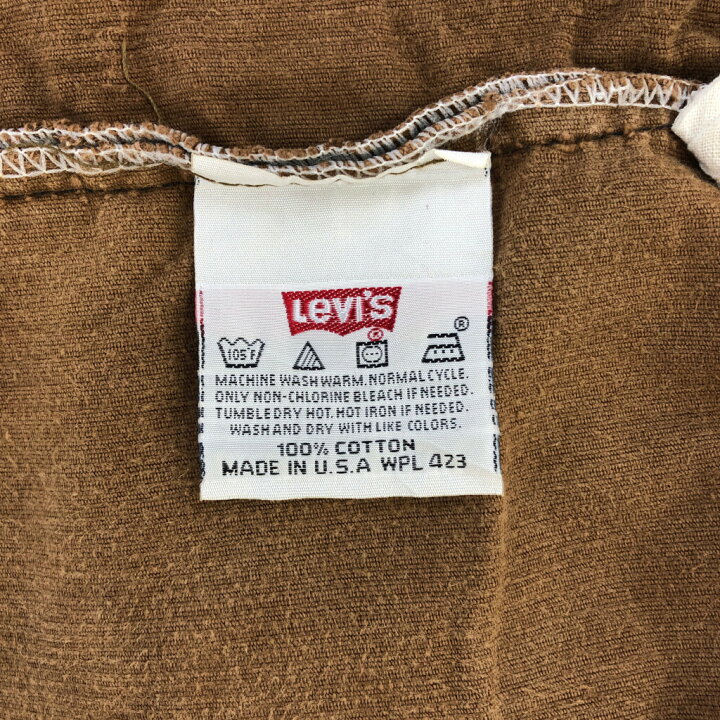 LEVI'S
®
105°F
®
MACHINE WASH WARM. NORMAL CYCLE.
ONLY NON-CHLORINE BLEACH IF NEEDED.
TUMBLE DRY HOT. HOT IRON IF NEEDED.
WASH AND DRY WITH LIKE COLORS.
100% COTTON
MADE IN U.S.A WPL 423